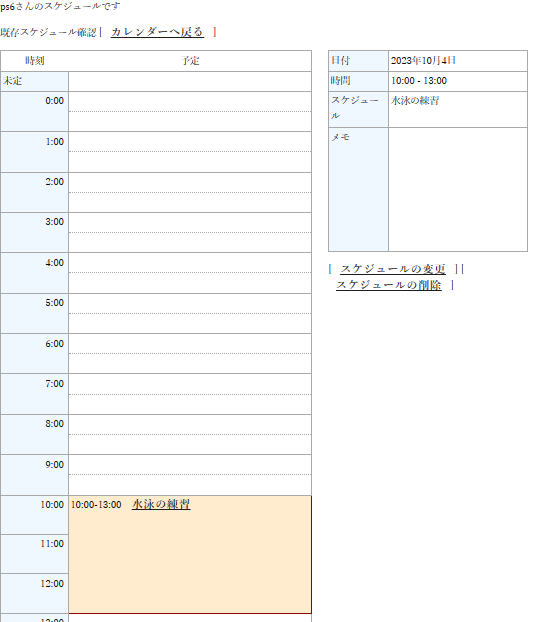 ps6さんのスケジュールです
既存スケジュール確認 [ カレンダーへ戻る ]
時刻 予定
未定
0:00
1:00
2:00
3:00
4:00
5:00
6:00
7:00
8:00
9:00
10:00 10:00-13:00 水泳の練習
11:00
12:00
日付 2023年10月4日
時間 10:00 - 13:00
スケジュー 水泳の練習
ル
メモ
[ スケジュールの変更 ] [
スケジュールの削除 ]